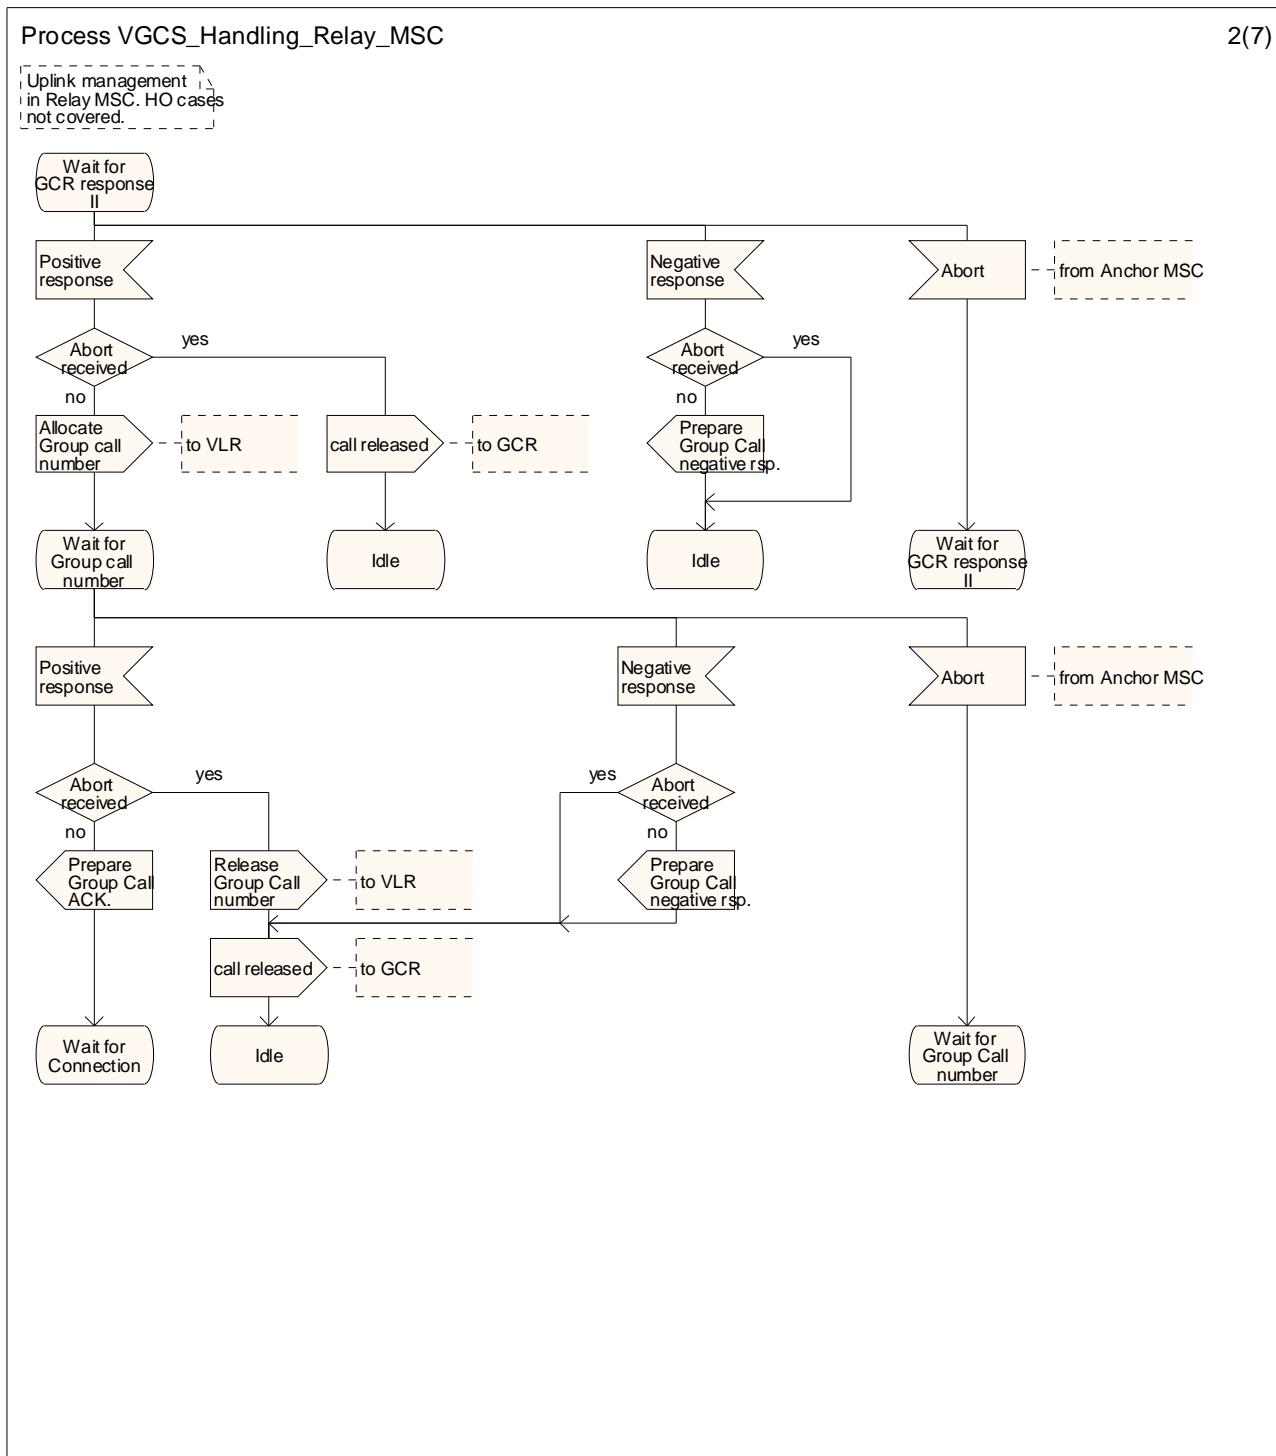 Process VGCS_Handling_Relay_MSC
2(7)
Uplink management
in Relay MSC. HO cases
not covered.
Wait for
GCR response
II
Positive
response
Negative
response
Abort
from Anchor MSC
Abort
received
yes
no
Abort
received
yes
no
Allocate
Group call
number
to VLR
call released
to GCR
Prepare
Group Call
negative rsp.
Wait for
Group call
number
Idle
Idle
Wait for
GCR response
II
Positive
response
Negative
response
Abort
from Anchor MSC
Abort
received
yes
no
yes
Abort
received
no
Prepare
Group Call
ACK.
Release
Group Call
number
to VLR
Prepare
Group Call
negative rsp.
call released
to GCR
Wait for
Connection
Idle
Wait for
Group Call
number